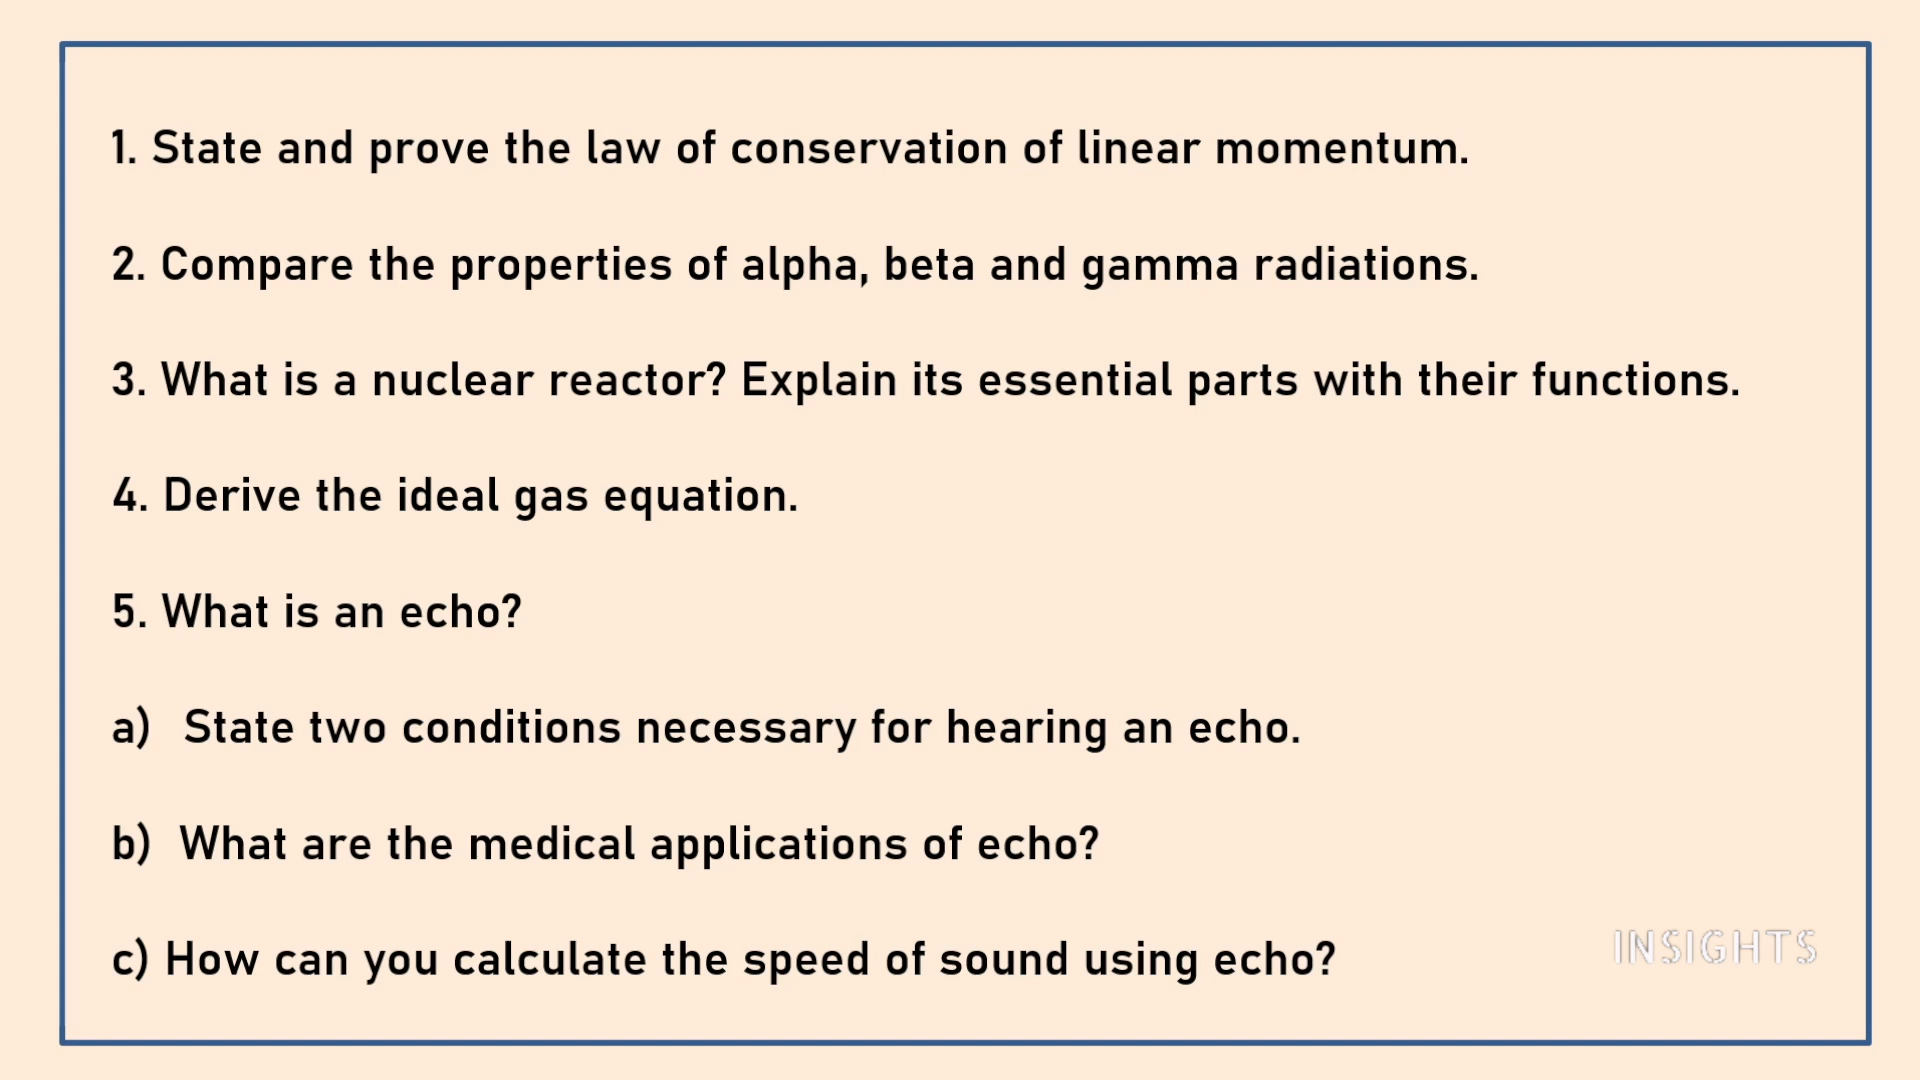 1. State and prove the law of conservation of linear momentum.
2. Compare the properties of alpha, beta and gamma radiations.
3. What is a nuclear reactor? Explain its essential parts with their functions.
4. Derive the ideal gas equation.
5. What is an echo?
a) State two conditions necessary for hearing an echo.
b) What are the medical applications of echo?
c) How can you calculate the speed of sound using echo?
INSIGHTS